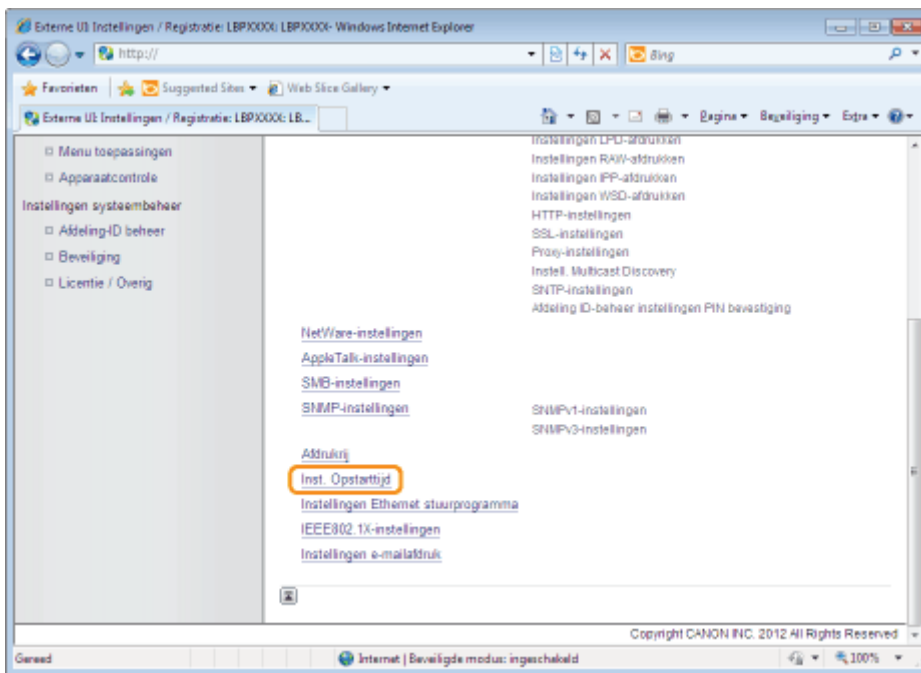 Externe UI: Instellingen / Registratie: LBPXXXX: LBPXXXX- Windows Internet Explorer
http://
Bing
Favorieten
Suggested Sites
Web Slice Gallery
Externe UI: Instellingen / Registratie: LBPXXXX: LB...
Pagina
Beveiliging
Extra
Menu toepassingen
Apparaatcontrole
Instellingen systeembeheer
Afdeling-ID beheer
Beveiliging
Licentie / Overig
Instellingen LPD-afdrukken
Instellingen RAW-afdrukken
Instellingen IPP-afdrukken
Instellingen WSD-afdrukken
HTTP-instellingen
SSL-instellingen
Proxy-instellingen
Instell. Multicast Discovery
SNTP-instellingen
Afdeling ID-beheer instellingen PIN bevestiging
NetWare-instellingen
AppleTalk-instellingen
SMB-instellingen
SNMP-instellingen
SNMPv1-instellingen
SNMPv3-instellingen
Afdrukrij
Inst. Opstarttijd
Instellingen Ethernet stuurprogramma
IEEE802.1X-instellingen
Instellingen e-mailafdruk
Copyright CANON INC. 2012 All Rights Reserved
Gereed
Internet | Beveiligde modus: ingeschakeld
100%